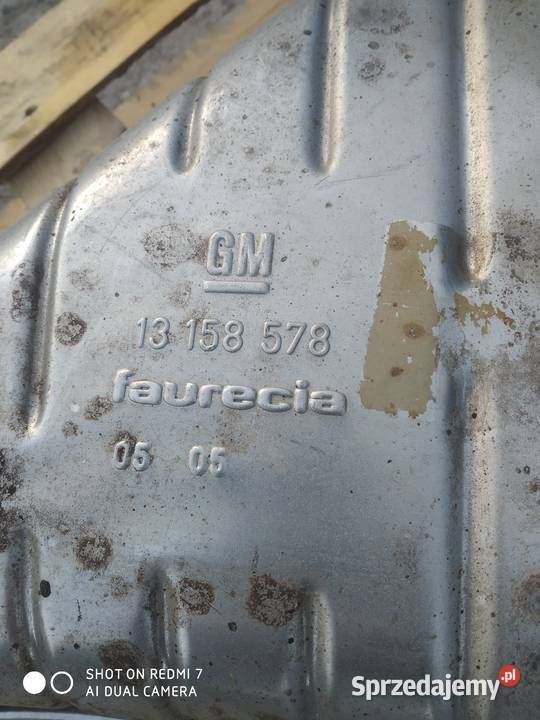 GM
13 158 578
faurecia
05 05
SHOT ON REDMI 7
AI DUAL CAMERA
Sprzedajemy.pl